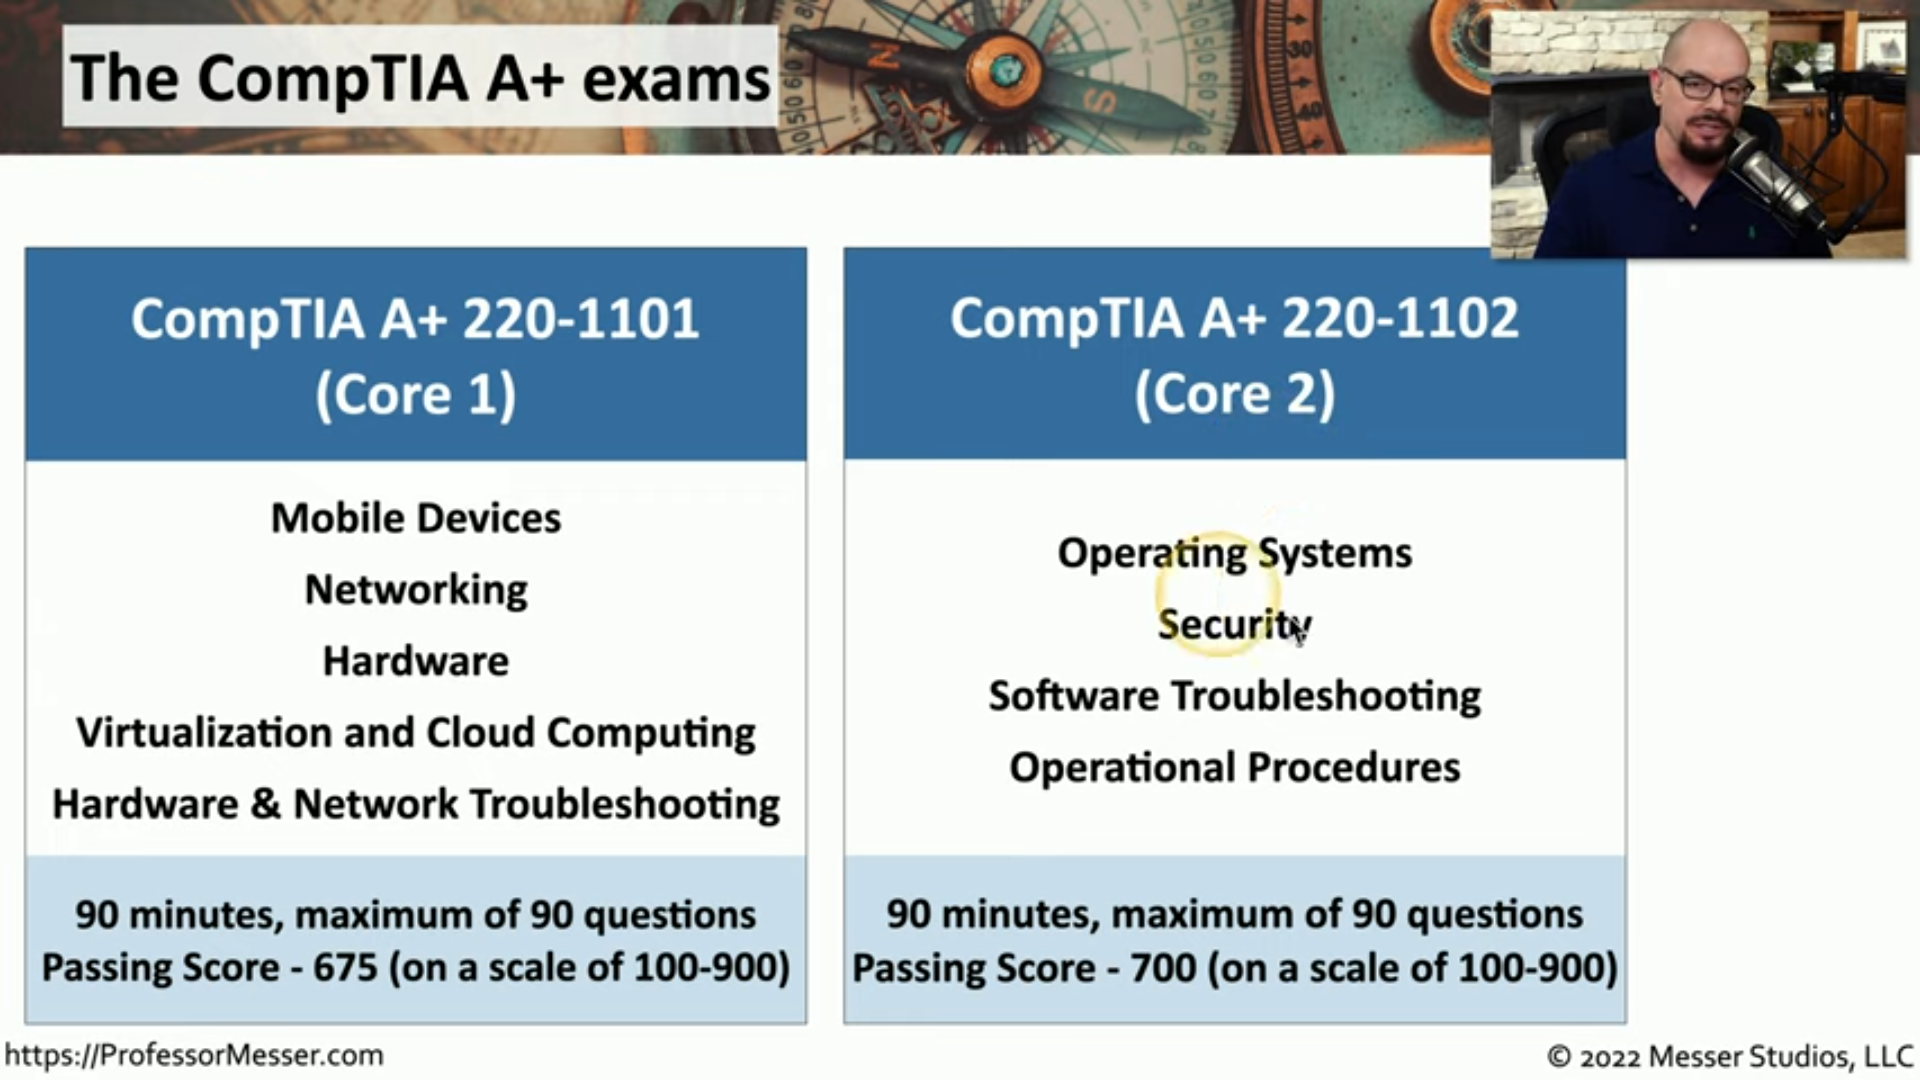 The CompTIA A+ exams
CompTIA A+ 220-1101
(Core 1)
Mobile Devices
Networking
Hardware
Virtualization and Cloud Computing
Hardware & Network Troubleshooting
90 minutes, maximum of 90 questions
Passing Score - 675 (on a scale of 100-900)
CompTIA A+ 220-1102
(Core 2)
Operating Systems
Security
Software Troubleshooting
Operational Procedures
90 minutes, maximum of 90 questions
Passing Score - 700 (on a scale of 100-900)
https://ProfessorMesser.com
© 2022 Messer Studios, LLC